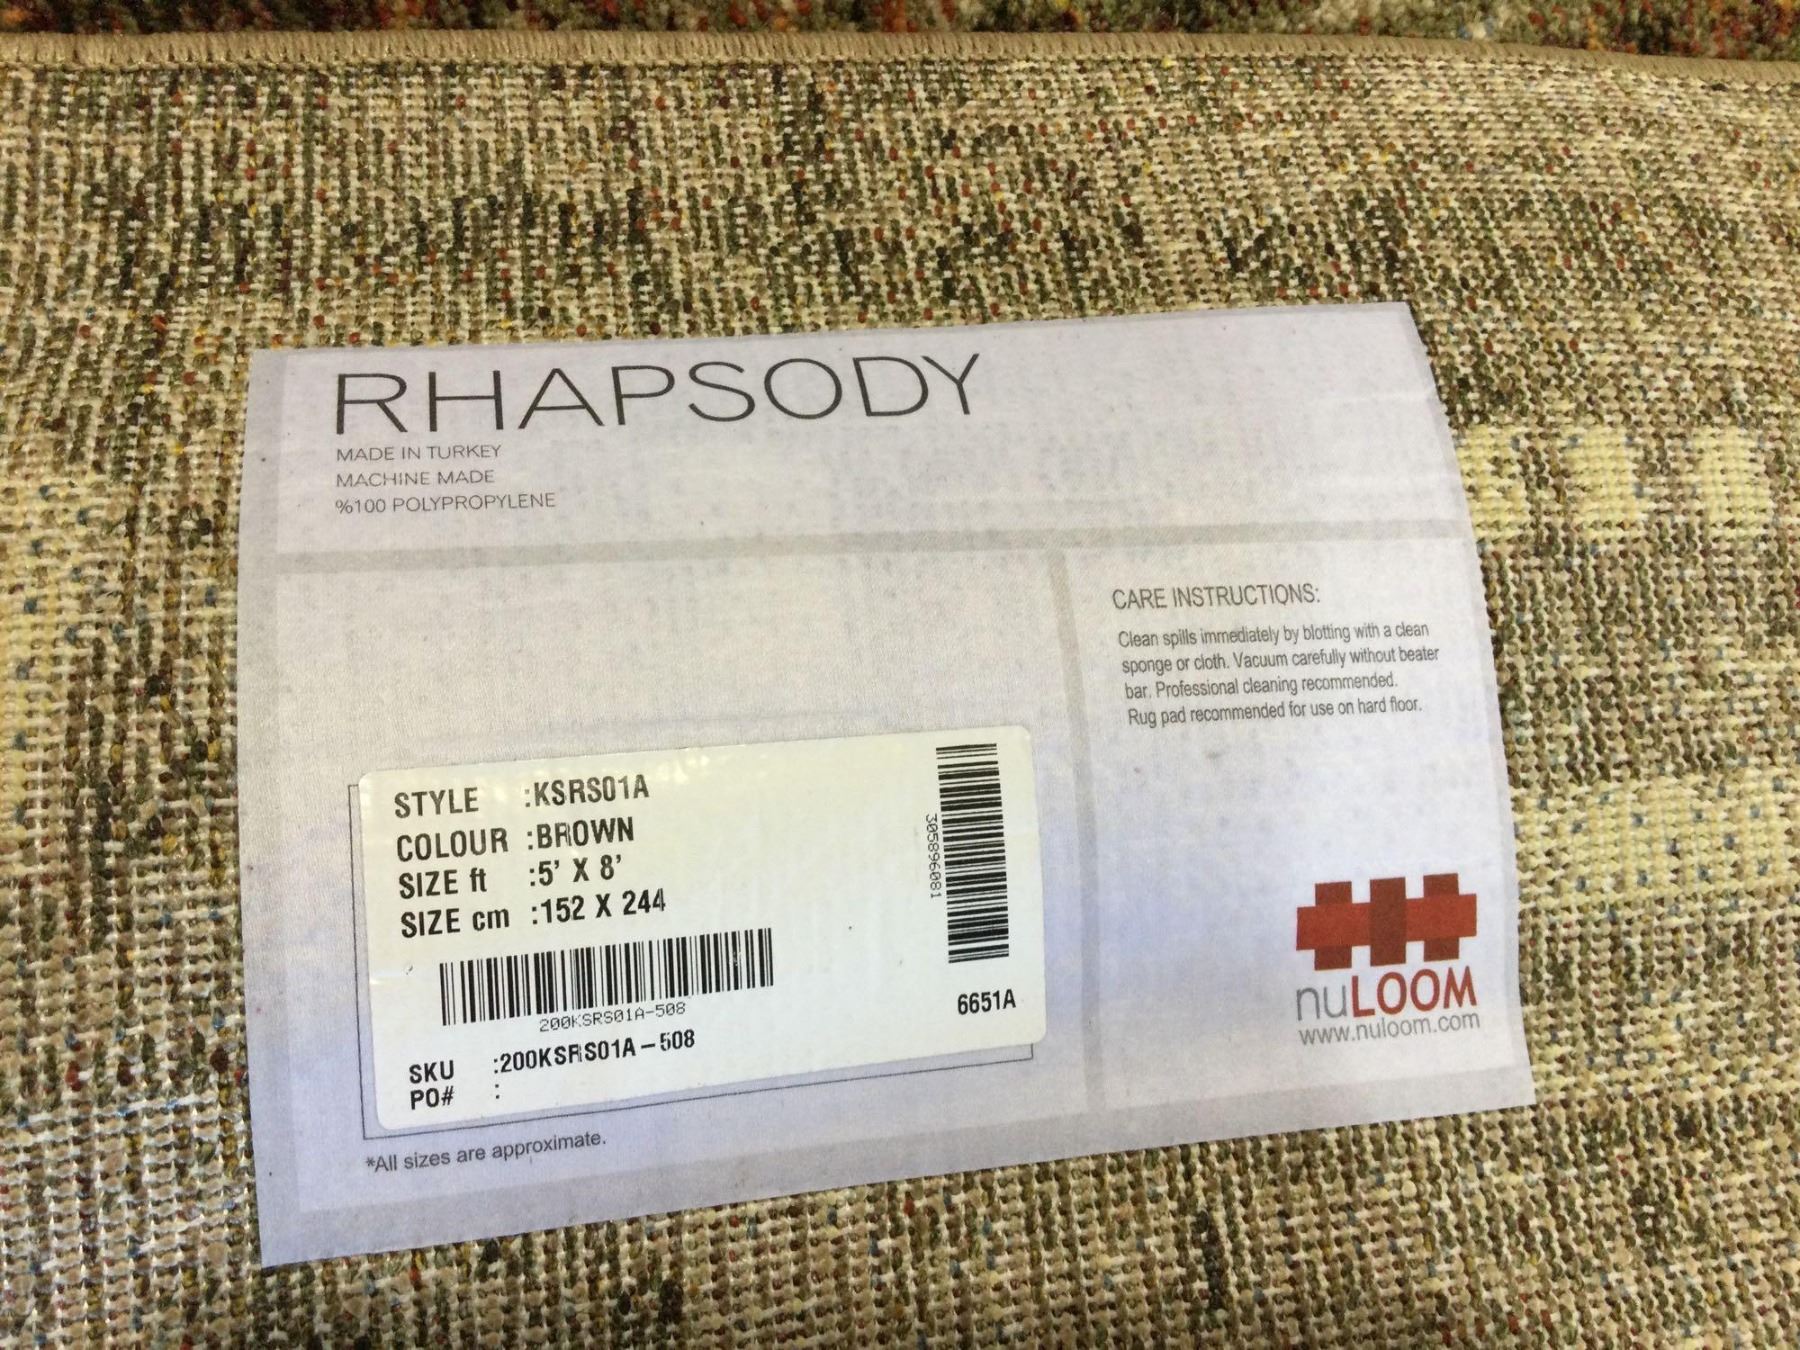 RHAPSODY
MADE IN TURKEY
MACHINE MADE
%100 POLYPROPYLENE
CARE INSTRUCTIONS:
Clean spills immediately by blotting with a clean
sponge or cloth. Vacuum carefully without beater
bar. Professional cleaning recommended.
Rug pad recommended for use on hard floor.
STYLE :KSRS01A
COLOUR :BROWN
SIZE ft :5' X 8'
SIZE cm :152 X 244
200KSRS01A-508
SKU :200KSRS01A-508
PO# :
305896081
6651A
*All sizes are approximate.
nuLOOM
www.nuloom.com